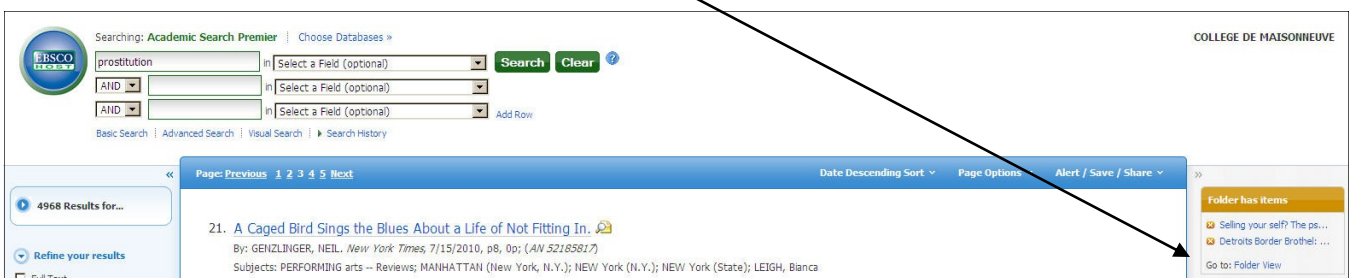 Searching: Academic Search Premier | Choose Databases »
COLLEGE DE MAISONNEUVE
EBSCO
HOST
prostitution in Select a Field (optional) Search Clear ?
AND in Select a Field (optional)
AND in Select a Field (optional) Add Row
Basic Search | Advanced Search | Visual Search | Search History
« Page: Previous 1 2 3 4 5 Next Date Descending Sort Page Options Alert / Save / Share »
4968 Results for...
Refine your results
21. A Caged Bird Sings the Blues About a Life of Not Fitting In.
By: GENZLINGER, NEIL. New York Times, 7/15/2010, p8, 0p; (AN 52185817)
Subjects: PERFORMING arts -- Reviews; MANHATTAN (New York, N.Y.); NEW York (N.Y.); NEW York (State); LEIGH, Bianca
Folder has items
Selling your self? The ps...
Detroits Border Brothel: ...
Go to: Folder View